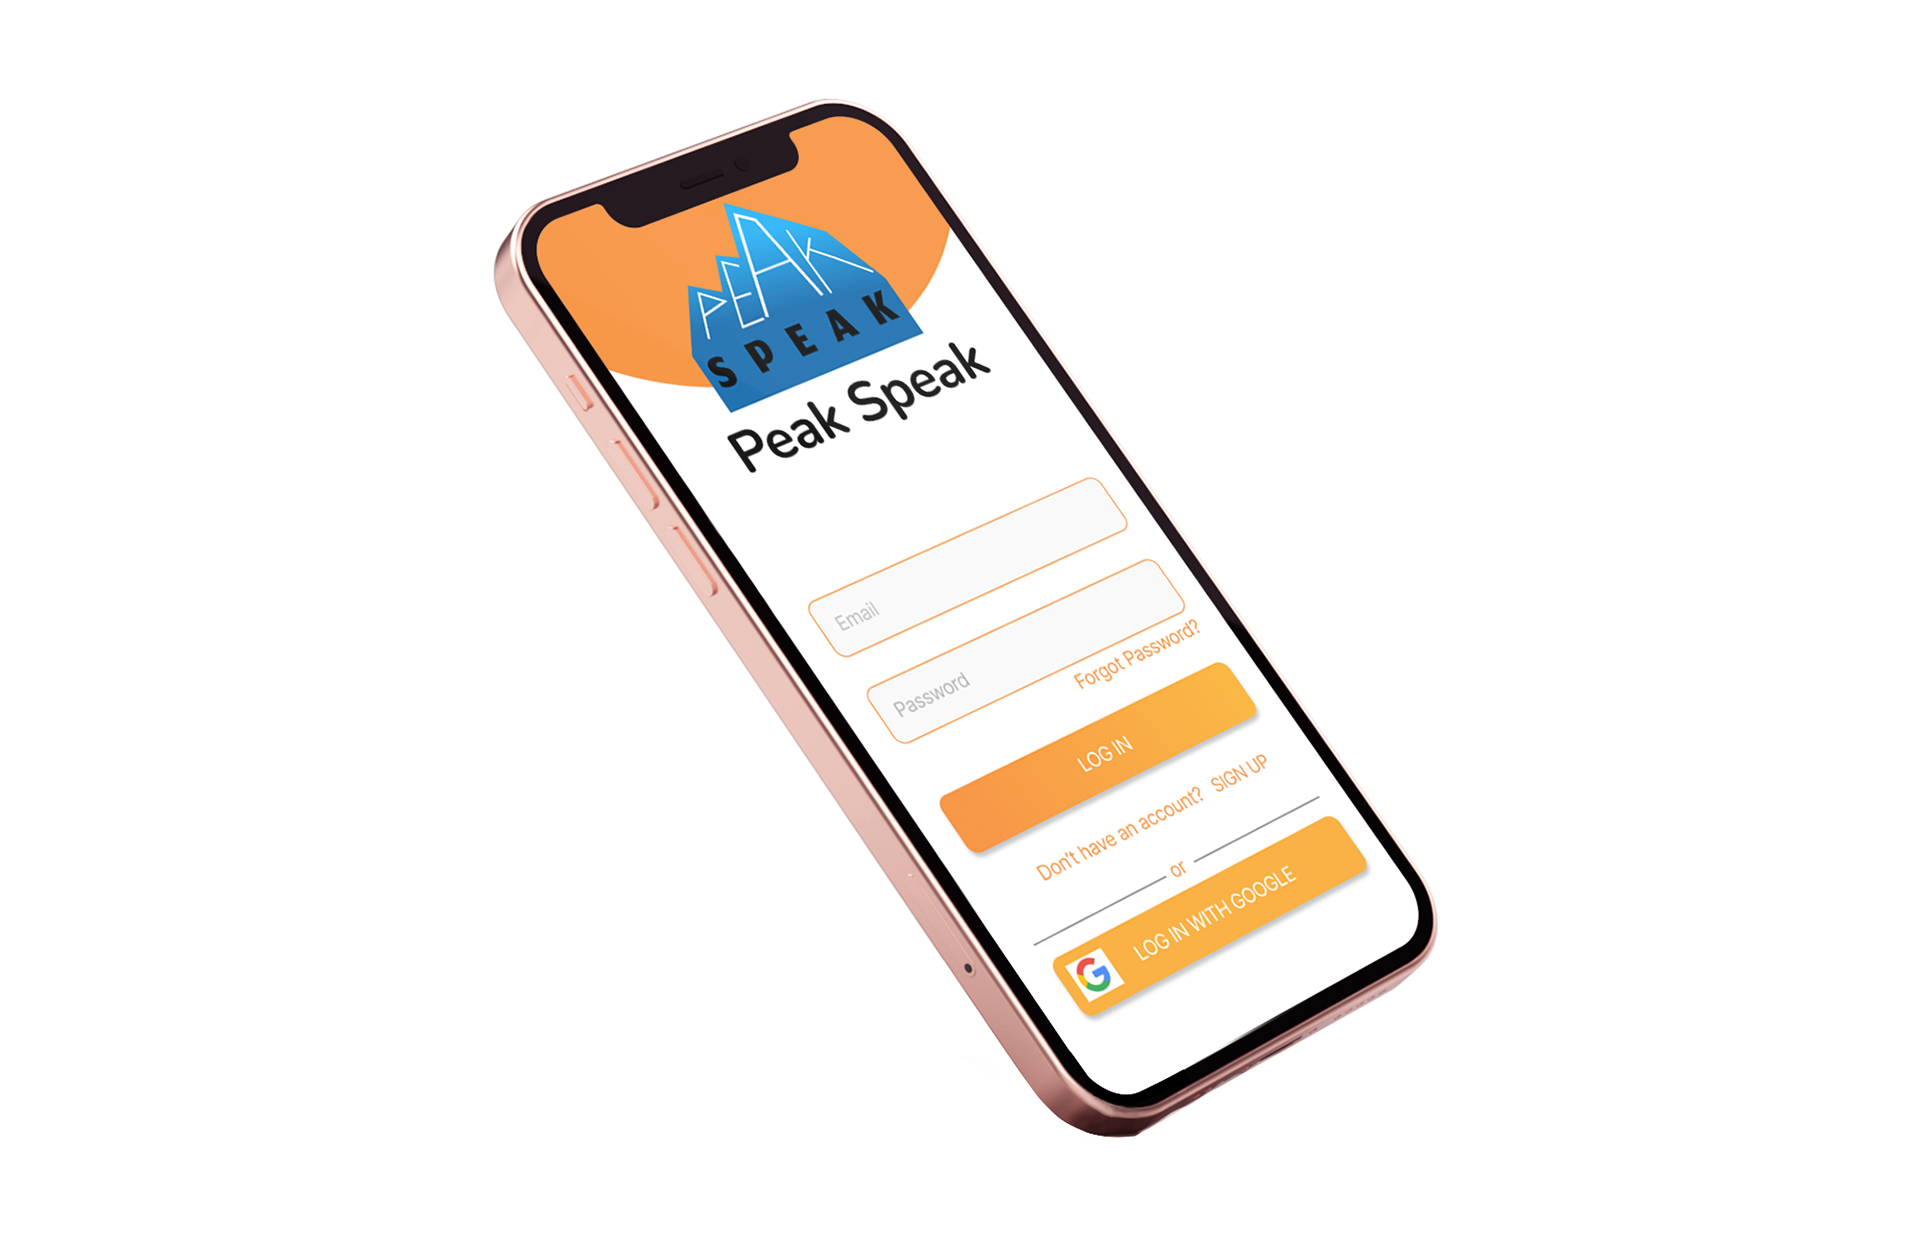 PEAK
SPEAK
Peak Speak
Email
Password
Forgot Password?
LOG IN
Don't have an account? SIGN UP
or
LOG IN WITH GOOGLE